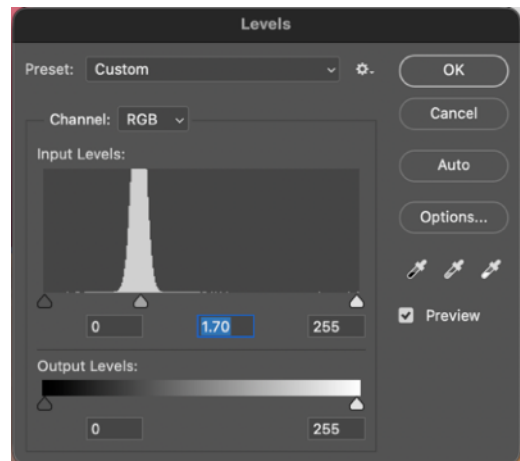 Levels
Preset: Custom
OK
Channel: RGB
Cancel
Input Levels:
Auto
Options...
0 1.70 255
Preview
Output Levels:
0 255